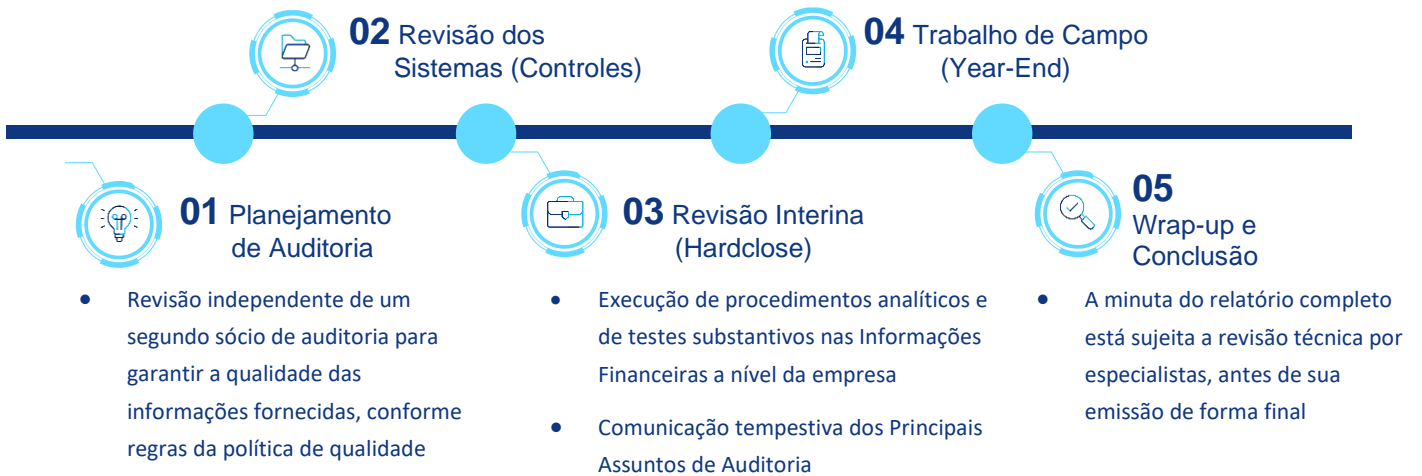 02 Revisão dos
Sistemas (Controles)
04 Trabalho de Campo
(Year-End)
01 Planejamento
de Auditoria
• Revisão independente de um
segundo sócio de auditoria para
garantir a qualidade das
informações fornecidas, conforme
regras da política de qualidade
03 Revisão Interina
(Hardclose)
• Execução de procedimentos analíticos e
de testes substantivos nas Informações
Financeiras a nível da empresa
• Comunicação tempestiva dos Principais
Assuntos de Auditoria
05
Wrap-up e
Conclusão
• A minuta do relatório completo
está sujeita a revisão técnica por
especialistas, antes de sua
emissão de forma final